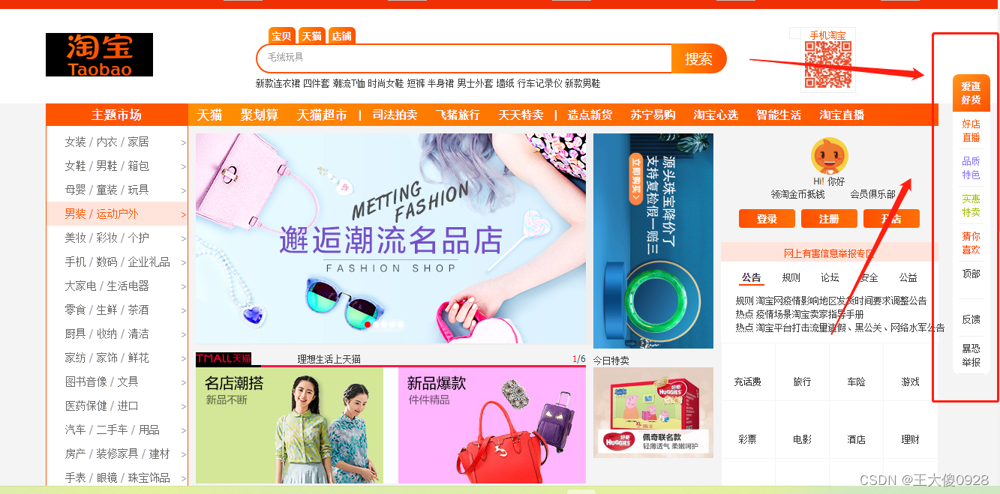 淘宝
Taobao
宝贝 天猫 店铺
毛绒玩具
搜索
新款连衣裙 四件套 潮流T恤 时尚女鞋 短裤 半身裙 男士外套 墙纸 行车记录仪 新款男鞋
手机淘宝
主题市场
天猫 聚划算 天猫超市 | 司法拍卖 飞猪旅行 天天特卖 | 造点新货 苏宁易购 淘宝心选 智能生活 淘宝直播
女装 / 内衣 / 家居 >
女鞋 / 男鞋 / 箱包 >
母婴 / 童装 / 玩具 >
男装 / 运动户外 >
美妆 / 彩妆 / 个护 >
手机 / 数码 / 企业礼品 >
大家电 / 生活电器 >
零食 / 生鲜 / 茶酒 >
厨具 / 收纳 / 清洁 >
家纺 / 家饰 / 鲜花 >
图书音像 / 文具 >
医药保健 / 进口 >
汽车 / 二手车 / 用品 >
房产 / 装修家具 / 建材 >
手表 / 眼镜 / 珠宝饰品 >
METTING
FASHION
邂逅潮流名品店
FASHION SHOP
源头珠宝降价了
支持复检假一赔三
立即购买 >
TMALL天猫 理想生活上天猫 1/6
名店潮搭
新品不断
新品爆款
件件精品
今日特卖
HUGGIES
XL
好奇
HUGGIES
佩奇联名款
轻薄透气 柔嫩呵护
Hi! 你好
领淘金币抵钱 会员俱乐部
登录 注册 开店
网上有害信息举报专区
公告 规则 论坛 安全 公益
规则 淘宝网疫情影响地区发货时间要求调整公告
热点 疫情场景淘宝卖家指导手册
热点 淘宝平台打击流量造假、黑公关、网络水军公告
充话费 旅行 车险 游戏
彩票 电影 酒店 理财
爱逛
好货
好店
直播
品质
特色
实惠
特卖
猜你
喜欢
顶部
反馈
暴恐
举报
CSDN @王大傻0928